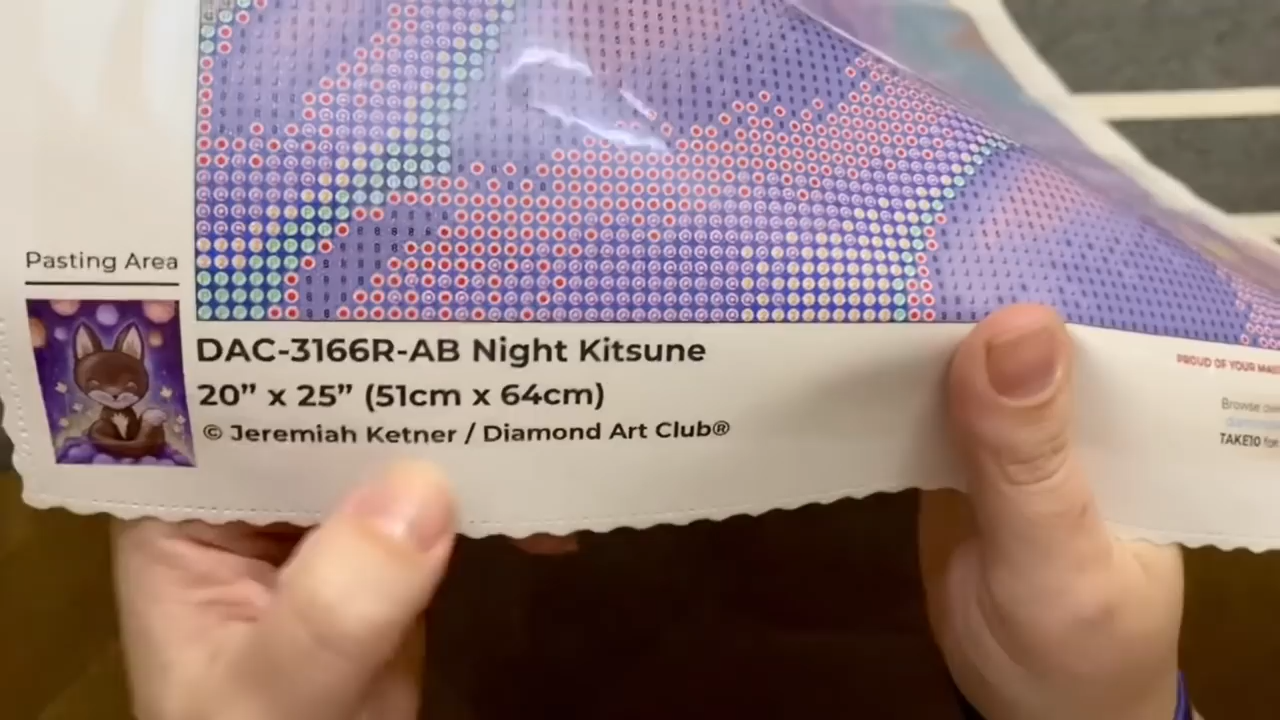 Pasting Area
DAC-3166R-AB Night Kitsune
20” x 25” (51cm x 64cm)
© Jeremiah Ketner / Diamond Art Club®
PROUD OF YOUR
Browse
TAKE10 for